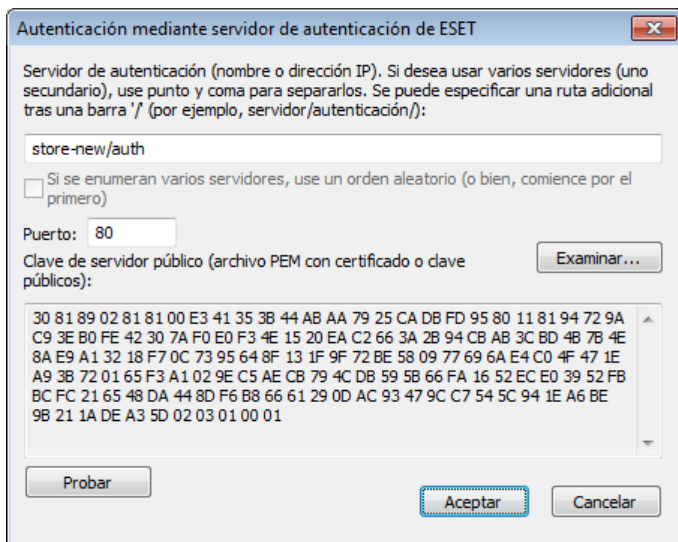 Autenticación mediante servidor de autenticación de ESET
Servidor de autenticación (nombre o dirección IP). Si desea usar varios servidores (uno
secundario), use punto y coma para separarlos. Se puede especificar una ruta adicional
tras una barra '/' (por ejemplo, servidor/autenticación/):
store-new/auth
Si se enumeran varios servidores, use un orden aleatorio (o bien, comience por el
primero)
Puerto: 80
Clave de servidor público (archivo PEM con certificado o clave
públicos):
Examinar...
30 81 89 02 81 81 00 E3 41 35 3B 44 AB AA 79 25 CA DB FD 95 80 11 81 94 72 9A
C9 3E B0 FE 42 30 7A F0 E0 F3 4E 15 20 EA C2 66 3A 2B 94 CB AB 3C BD 4B 7B 4E
8A E9 A1 32 18 F7 0C 73 95 64 8F 13 1F 9F 72 BE 58 09 77 69 6A E4 C0 4F 47 1E
A9 3B 72 01 65 F3 A1 02 9E C5 AE CB 79 4C DB 59 5B 66 FA 16 52 EC E0 39 52 FB
BC FC 21 65 48 DA 44 8D F6 B8 66 61 29 0D AC 93 47 9C C7 54 5C 94 1E A6 BE
9B 21 1A DE A3 5D 02 03 01 00 01
Probar
Aceptar
Cancelar